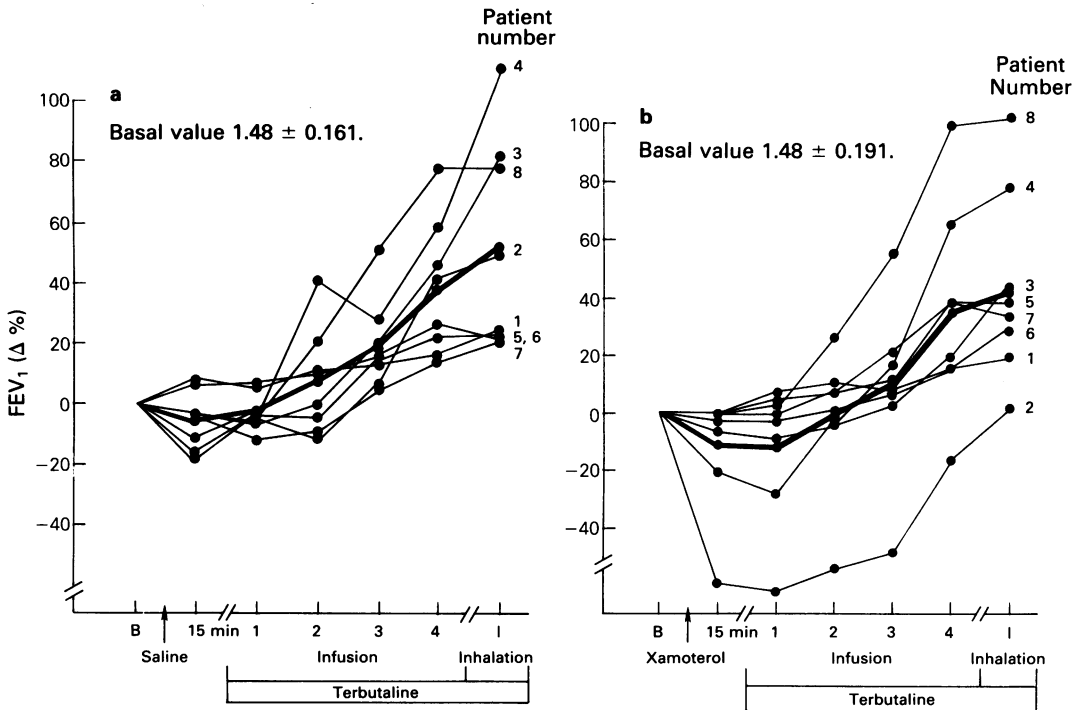 Patient
number
a
Basal value 1.48 ± 0.161.
FEV1 (Δ %)
100
80
60
40
20
0
−20
−40
4
3
8
2
1
5, 6
7
B 15 min 1 2 3 4 I
Saline Infusion Inhalation
Terbutaline
Patient
Number
b
Basal value 1.48 ± 0.191.
100
80
60
40
20
0
−20
−40
8
4
3
5
7
6
1
2
B 15 min 1 2 3 4 I
Xamoterol Infusion Inhalation
Terbutaline